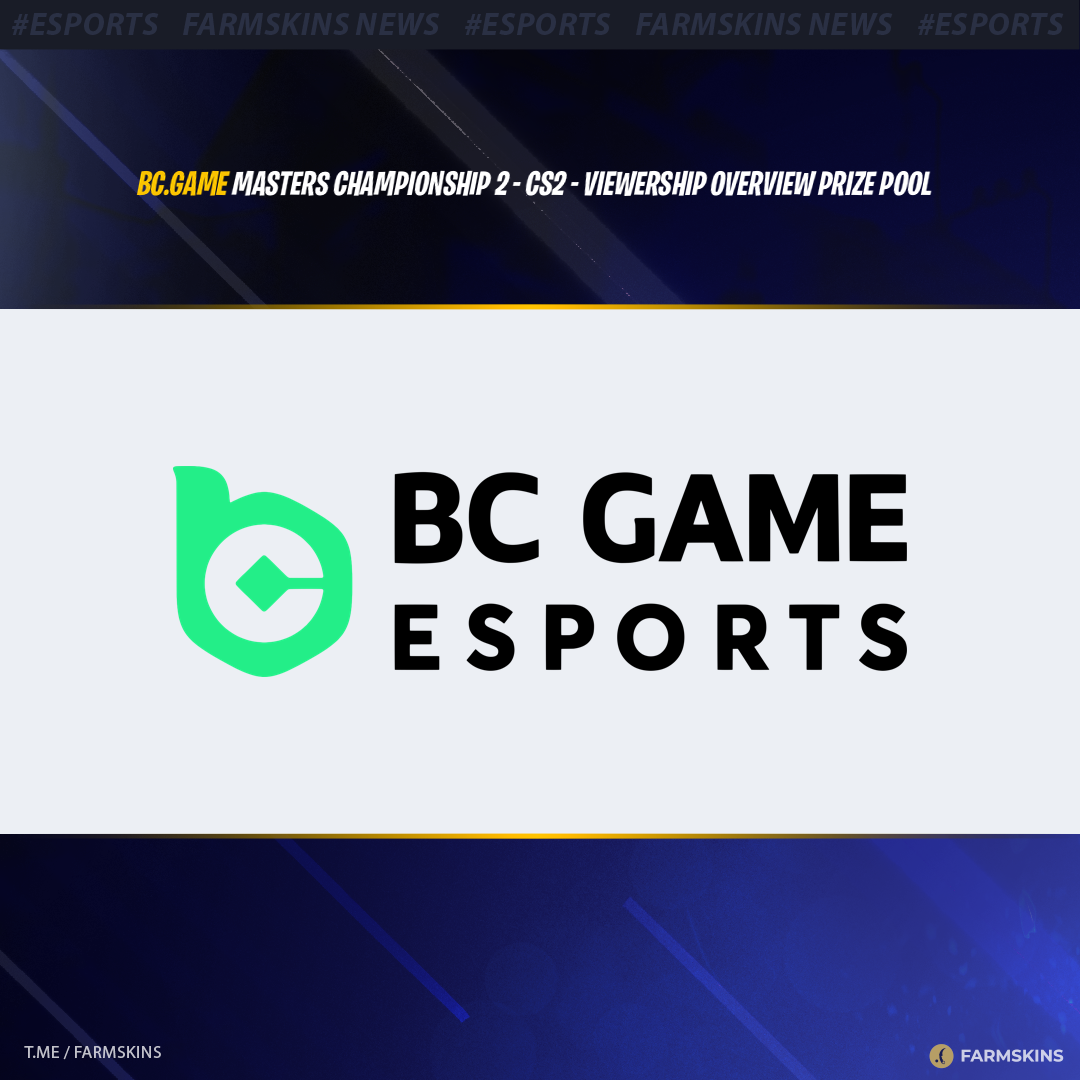 #ESPORTS FARMSKINS NEWS #ESPORTS FARMSKINS NEWS #ESPORTS
BC.GAME MASTERS CHAMPIONSHIP 2 - CS2 - VIEWERSHIP OVERVIEW PRIZE POOL
BC GAME
ESPORTS
T.ME / FARMSKINS
FARMSKINS